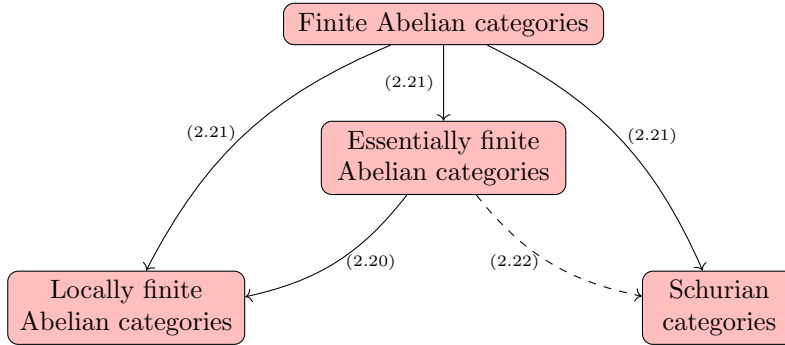 Finite Abelian categories
(2.21)
(2.21)
(2.21)
Essentially finite
Abelian categories
(2.20)
(2.22)
Locally finite
Abelian categories
Schurian
categories